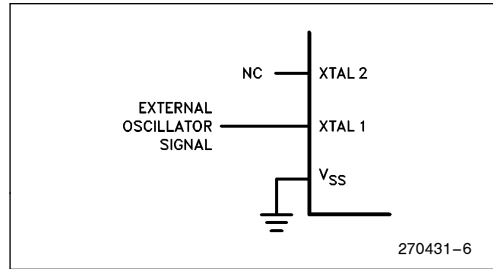 NC XTAL 2
EXTERNAL
OSCILLATOR XTAL 1
SIGNAL
VSS
270431–6